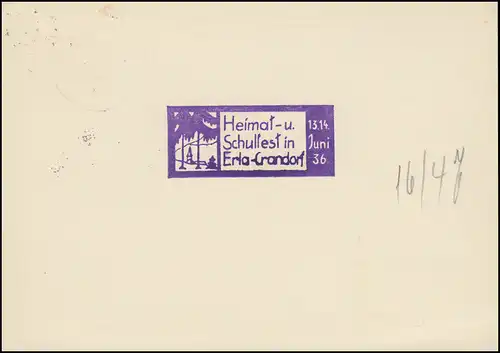 Heimat-u.
Schulfest in
Erla-Crandorf
13.14.
Juni
36
16/47